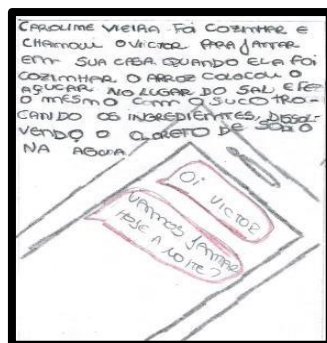 CAROLINE VIEIRA FOI COZINHAR E
CHAMOU O VICTOR PARA JANTAR
EM SUA CASA. QUANDO ELA FOI
COZINHAR O ARROZ COLOCOU O
AÇUCAR NO LUGAR DO SAL E FEZ
O MESMO COM O SUCO TRO-
CANDO OS INGREDIENTES, DISSOL-
VENDO O CLORETO DE SÓDIO
NA AGUA.
OI VICTOR
VAMOS JANTAR
HOJE A NOITE?